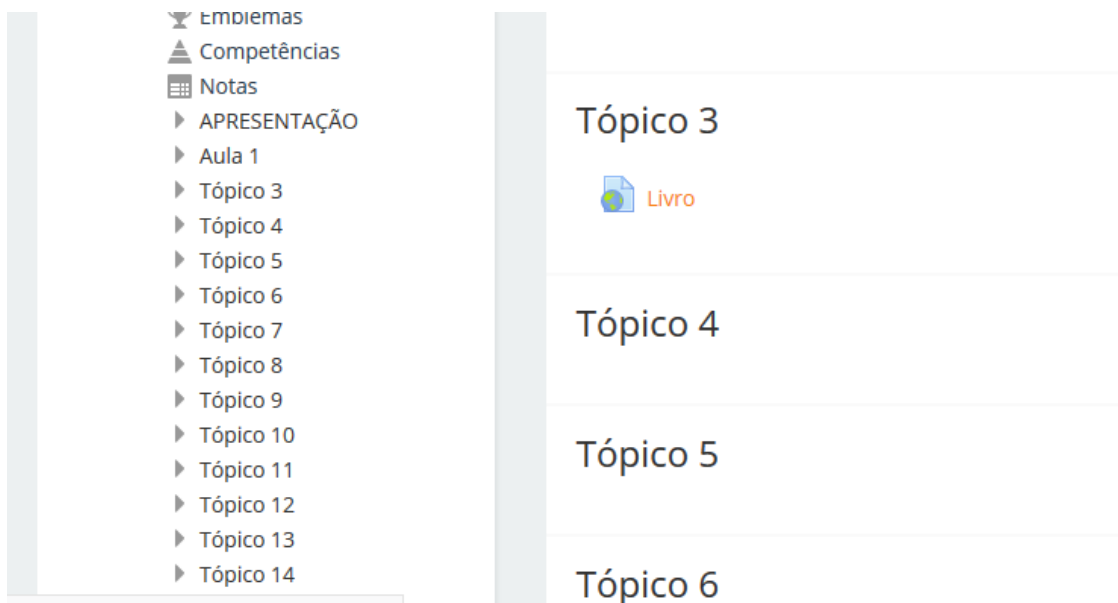 Emblemas
Competências
Notas
APRESENTAÇÃO
Aula 1
Tópico 3
Tópico 4
Tópico 5
Tópico 6
Tópico 7
Tópico 8
Tópico 9
Tópico 10
Tópico 11
Tópico 12
Tópico 13
Tópico 14
Tópico 3
Livro
Tópico 4
Tópico 5
Tópico 6